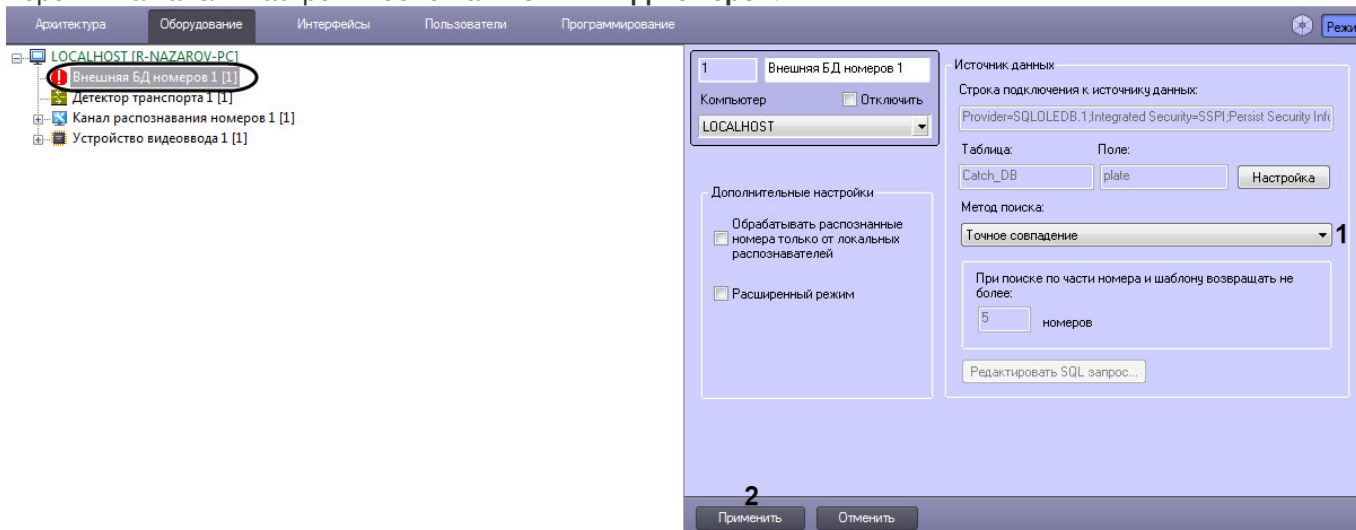 Архитектура Оборудование Интерфейсы Пользователи Программирование Режи
LOCALHOST [R-NAZAROV-PC]
Внешняя БД номеров 1 [1]
Детектор транспорта 1 [1]
Канал распознавания номеров 1 [1]
Устройство видеоввода 1 [1]
1 Внешняя БД номеров 1
Компьютер Отключить
LOCALHOST
Дополнительные настройки
Обрабатывать распознанные
номера только от локальных
распознавателей
Расширенный режим
Источник данных
Строка подключения к источнику данных:
Provider=SQLOLEDB.1;Integrated Security=SSPI;Persist Security Info
Таблица: Поле:
Catch_DB plate Настройка
Метод поиска:
Точное совпадение 1
При поиске по части номера и шаблону возвращать не
более:
5 номеров
Редактировать SQL запрос...
2
Применить Отменить